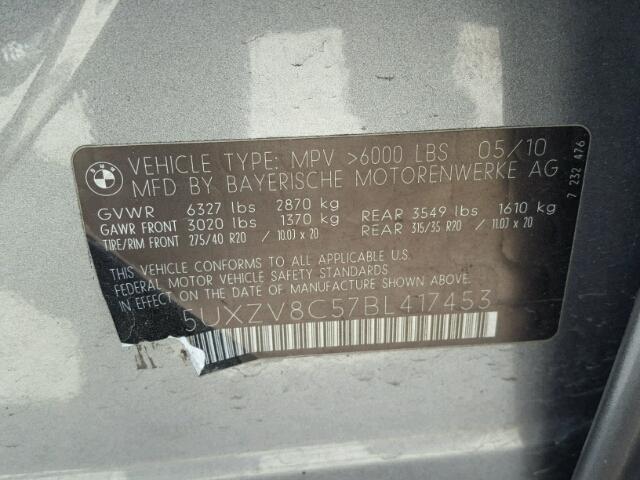 BMW
VEHICLE TYPE: MPV >6000 LBS 05/10
MFD BY BAYERISCHE MOTORENWERKE AG
GVWR 6327 lbs 2870 kg
GAWR FRONT 3020 lbs 1370 kg REAR 3549 lbs 1610 kg
TIRE/RIM FRONT 275/40 R20 / 10.0J x 20 REAR 315/35 R20 / 11.0J x 20
THIS VEHICLE CONFORMS TO ALL APPLICABLE
FEDERAL MOTOR VEHICLE SAFETY STANDARDS
IN EFFECT ON THE DATE OF MANUFACTURE SHOWN ABOVE.
5UXZV8C57BL417453
7 232 476